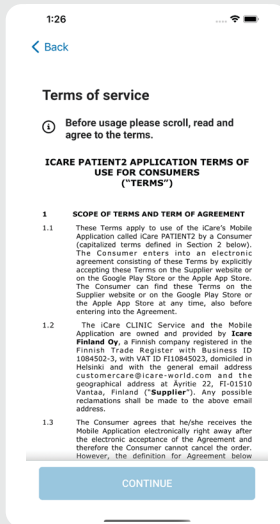 1:26
Back
Terms of service
Before usage please scroll, read and
agree to the terms.
ICARE PATIENT2 APPLICATION TERMS OF
USE FOR CONSUMERS
("TERMS")
1 SCOPE OF TERMS AND TERM OF AGREEMENT
1.1 These Terms apply to use of the iCare's Mobile
Application called iCare PATIENT2 by a Consumer
(capitalized terms defined in Section 2 below).
The Consumer enters into an electronic
agreement consisting of these Terms by explicitly
accepting these Terms on the Supplier website or
on the Google Play Store or the Apple App Store.
The Consumer can find these Terms on the
Supplier website or on the Google Play Store or
the Apple App Store at any time, also before
entering into the Agreement.
1.2 The iCare CLINIC Service and the Mobile
Application are owned and provided by Icare
Finland Oy, a Finnish company registered in the
Finnish Trade Register with Business ID
1084502-3, with VAT ID FI10845023, domiciled in
Helsinki and with the general email address
customercare@icare-world.com and the
geographical address at Äyritie 22, FI-01510
Vantaa, Finland ("Supplier"). Any possible
reclamations shall be made to the above email
address.
1.3 The Consumer agrees that he/she receives the
Mobile Application electronically right away after
the electronic acceptance of the Agreement and
therefore the Consumer cannot cancel the order.
However, the definition for Agreement below
CONTINUE